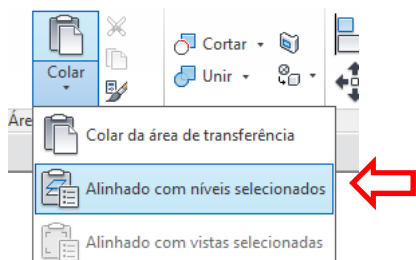 Colar
Cortar
Unir
Áre
Colar da área de transferência
Alinhado com níveis selecionados
Alinhado com vistas selecionadas